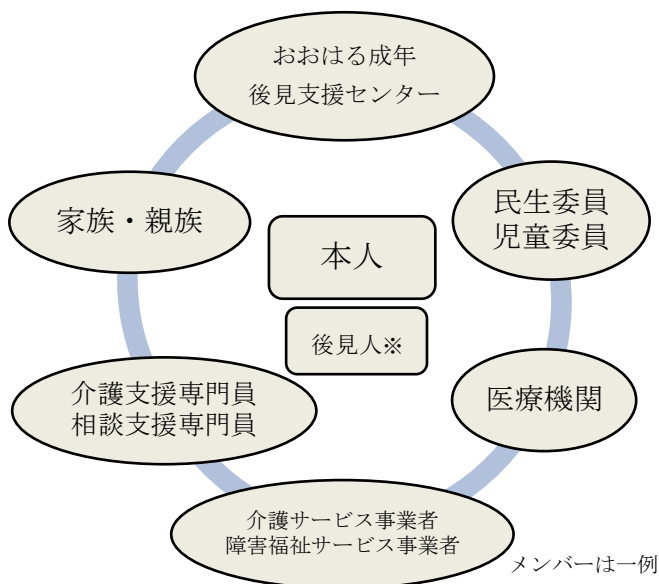 おおはる成年
後見支援センター
家族・親族
民生委員
児童委員
本人
後見人※
介護支援専門員
相談支援専門員
医療機関
介護サービス事業者
障害福祉サービス事業者
メンバーは一例